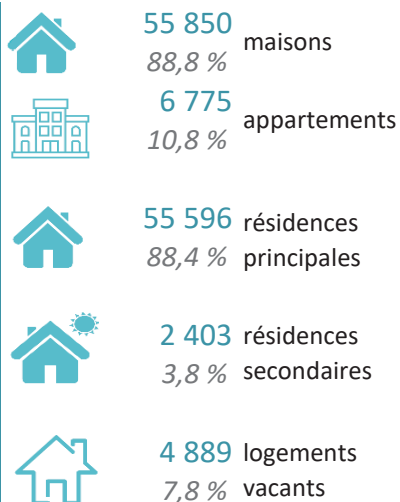 55 850
maisons
88,8 %
6 775
appartements
10,8 %
55 596 résidences
88,4 % principales
2 403 résidences
3,8 % secondaires
4 889 logements
7,8 % vacants